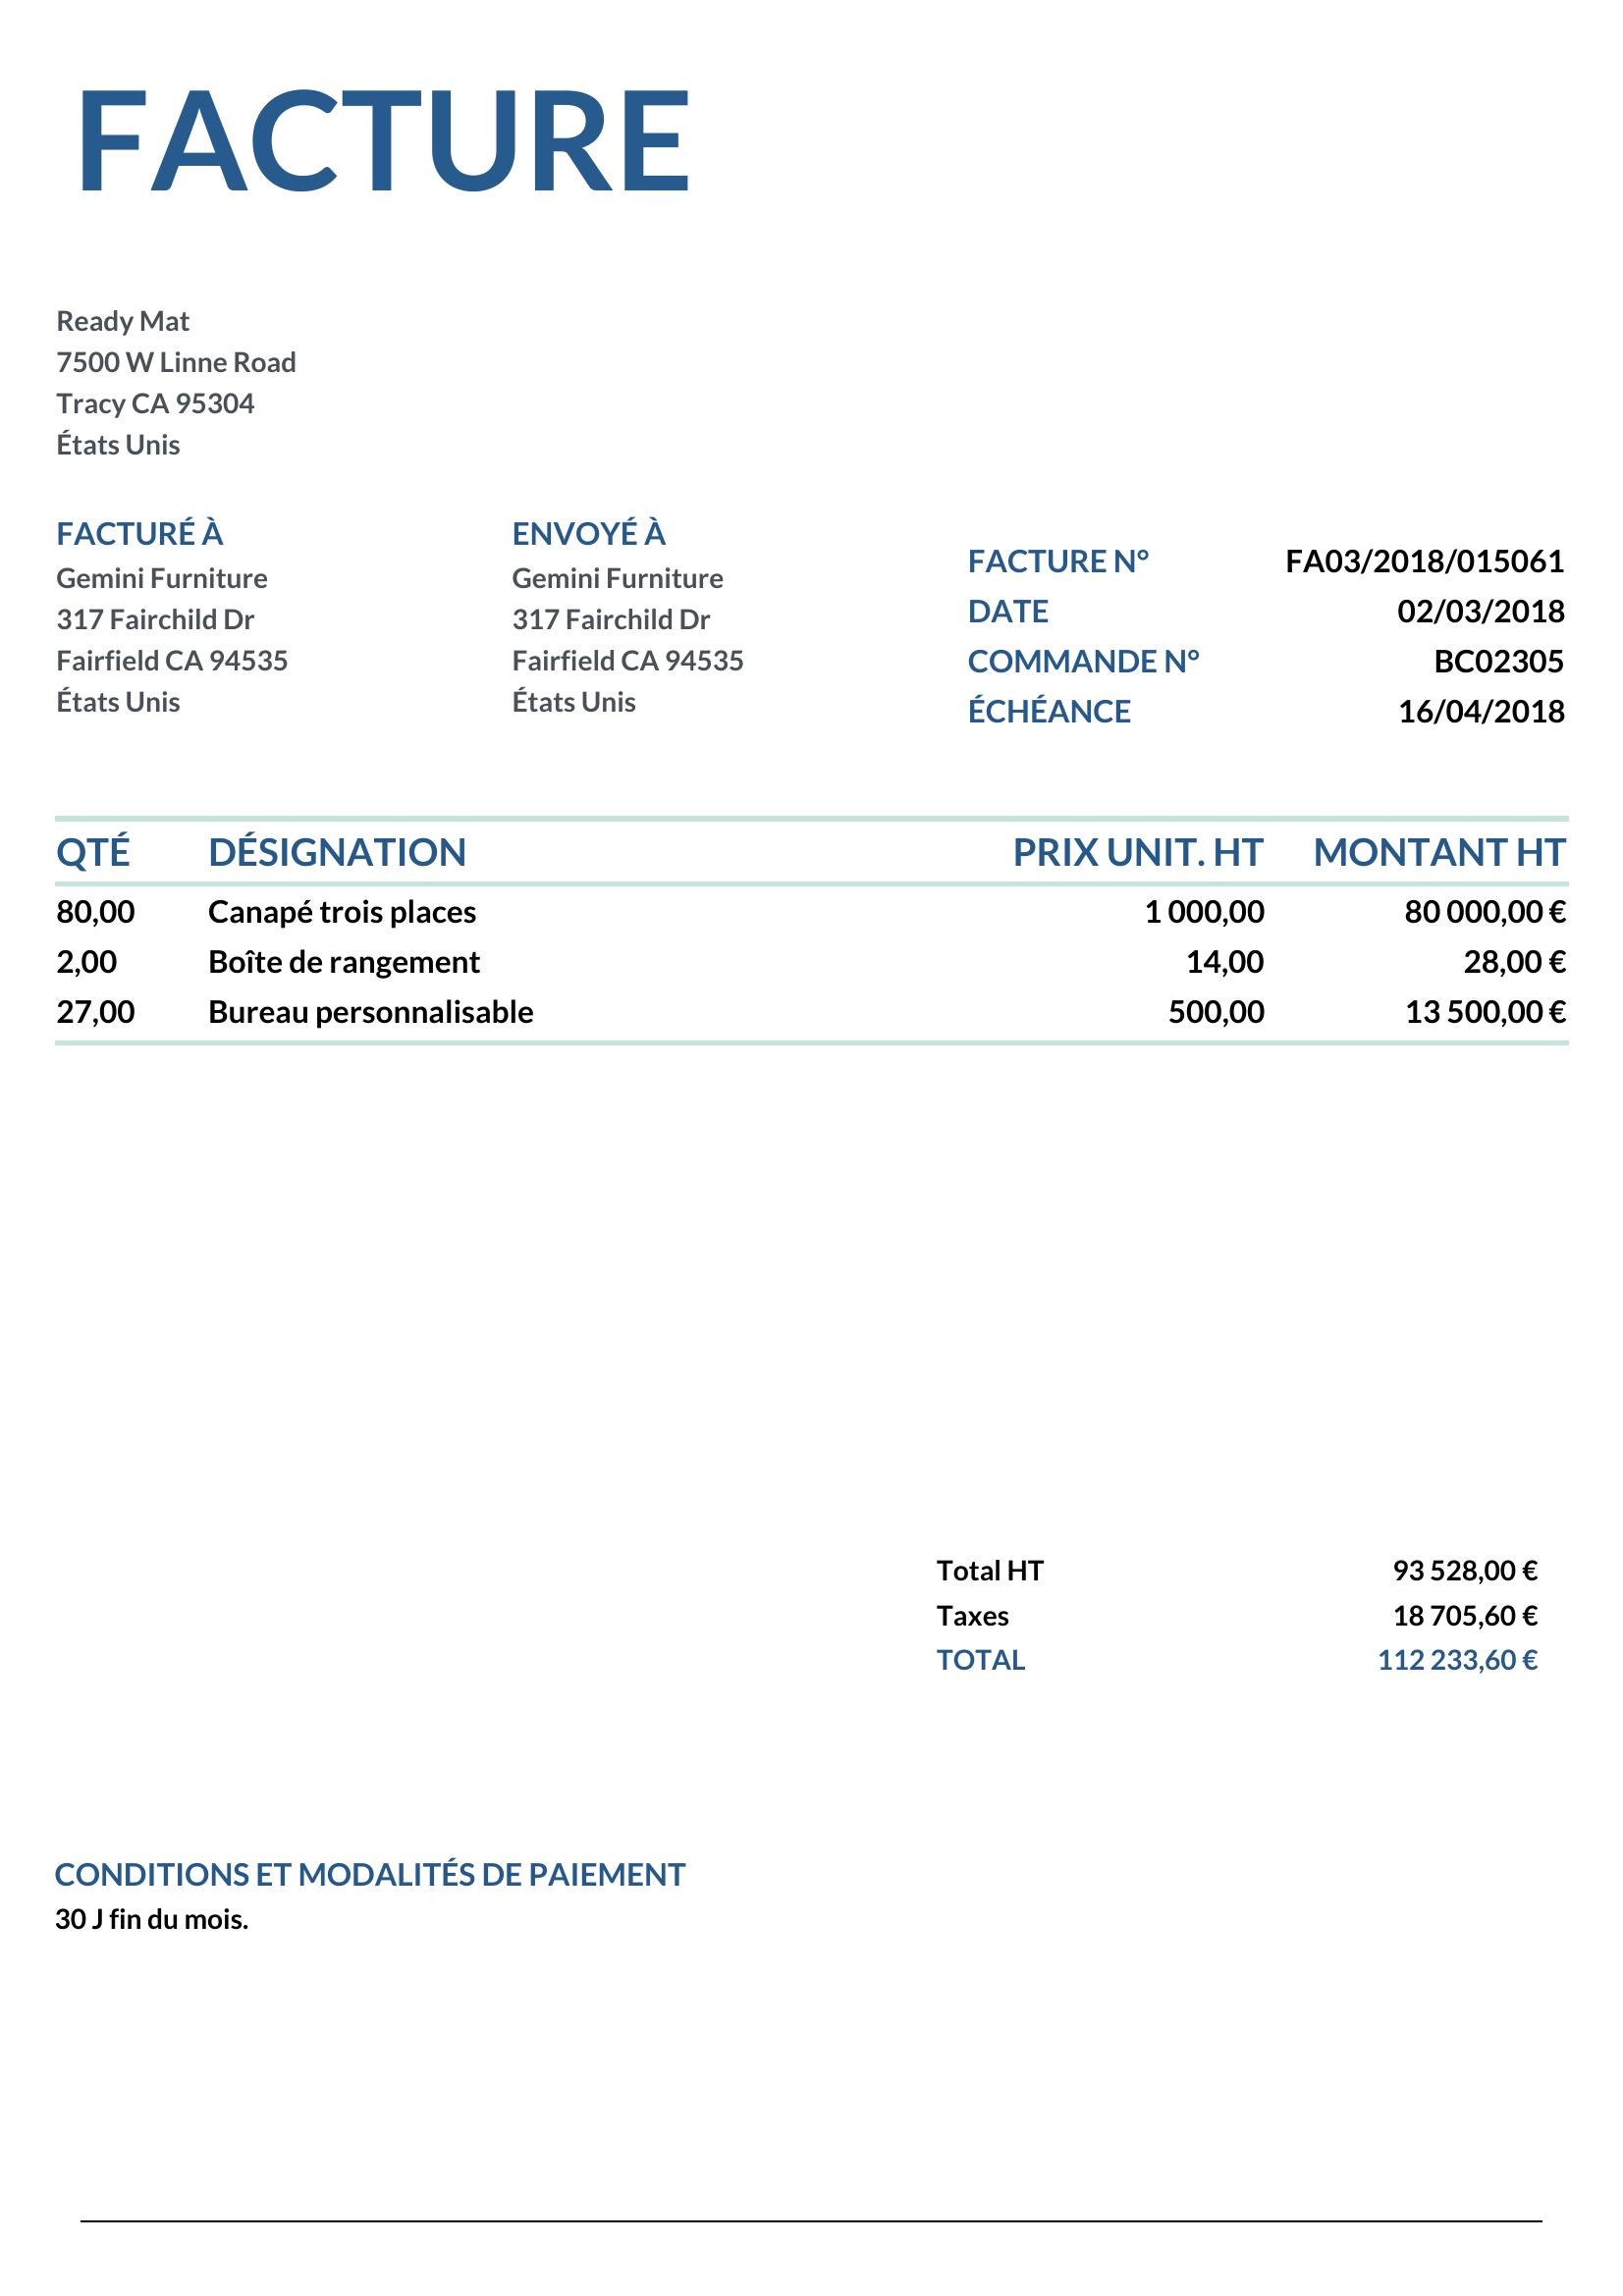 FACTURE
Ready Mat
7500 W Linne Road
Tracy CA 95304
États Unis
FACTURÉ À
Gemini Furniture
317 Fairchild Dr
Fairfield CA 94535
États Unis
ENVOYÉ À
Gemini Furniture
317 Fairchild Dr
Fairfield CA 94535
États Unis
FACTURE N° FA03/2018/015061
DATE 02/03/2018
COMMANDE N° BC02305
ÉCHÉANCE 16/04/2018
QTÉ DÉSIGNATION PRIX UNIT. HT MONTANT HT
80,00 Canapé trois places 1 000,00 80 000,00 €
2,00 Boîte de rangement 14,00 28,00 €
27,00 Bureau personnalisable 500,00 13 500,00 €
Total HT 93 528,00 €
Taxes 18 705,60 €
TOTAL 112 233,60 €
CONDITIONS ET MODALITÉS DE PAIEMENT
30 J fin du mois.